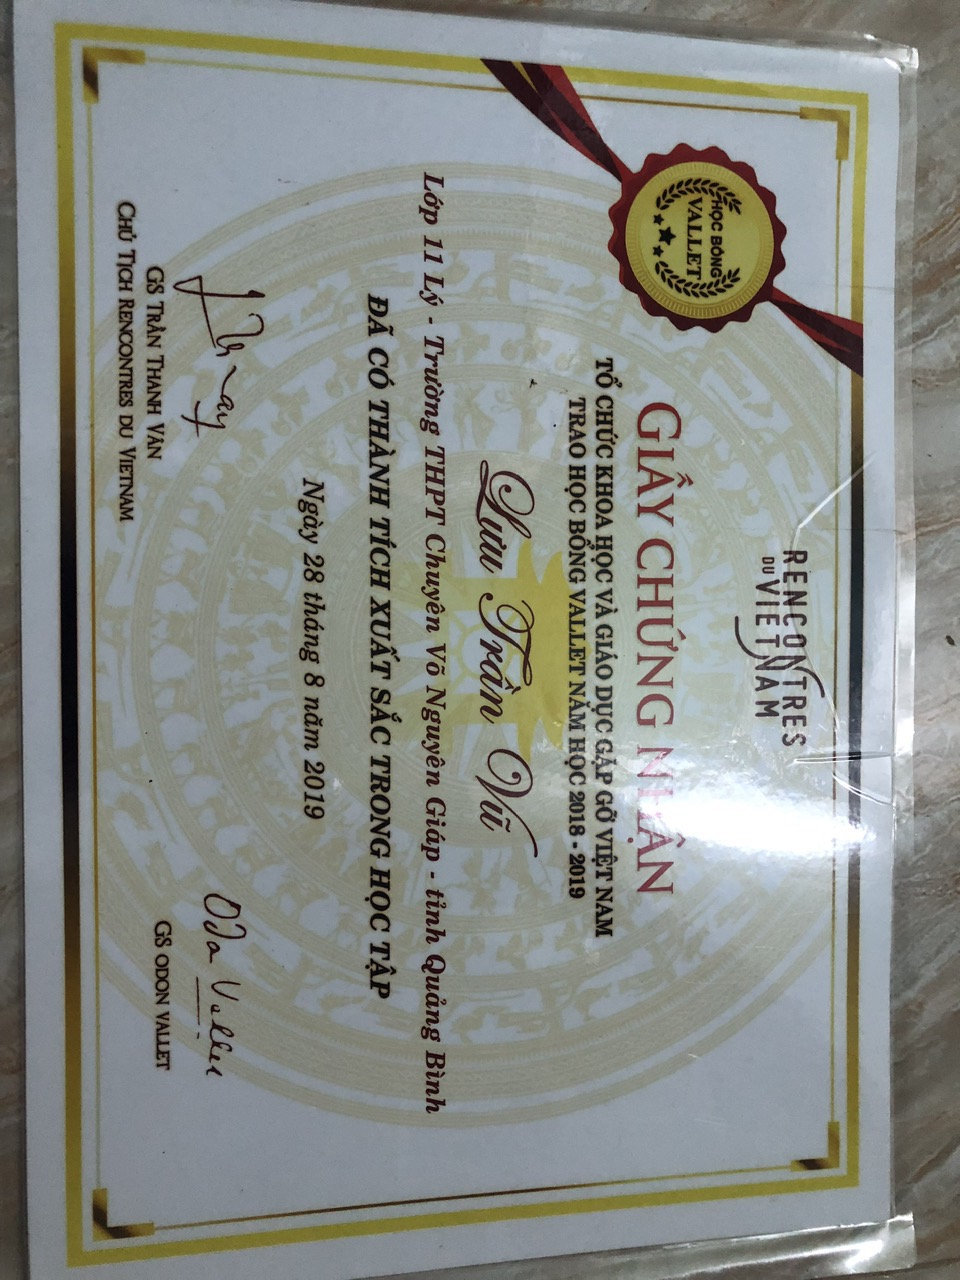 RENCONTRES
DU VIETNAM
HỌC BỔNG
VALLET
GIẤY CHỨNG NHẬN
TỔ CHỨC KHOA HỌC VÀ GIÁO DỤC GẶP GỠ VIỆT NAM
TRAO HỌC BỔNG VALLET NĂM HỌC 2018 - 2019
Lưu Trần Vũ
Lớp 11 Lý - Trường THPT Chuyên Võ Nguyên Giáp - tỉnh Quảng Bình
ĐÃ CÓ THÀNH TÍCH XUẤT SẮC TRONG HỌC TẬP
Ngày 28 tháng 8 năm 2019
Odon Vallet
GS TRẦN THANH VÂN
CHỦ TỊCH RENCONTRES DU VIETNAM
GS ODON VALLET